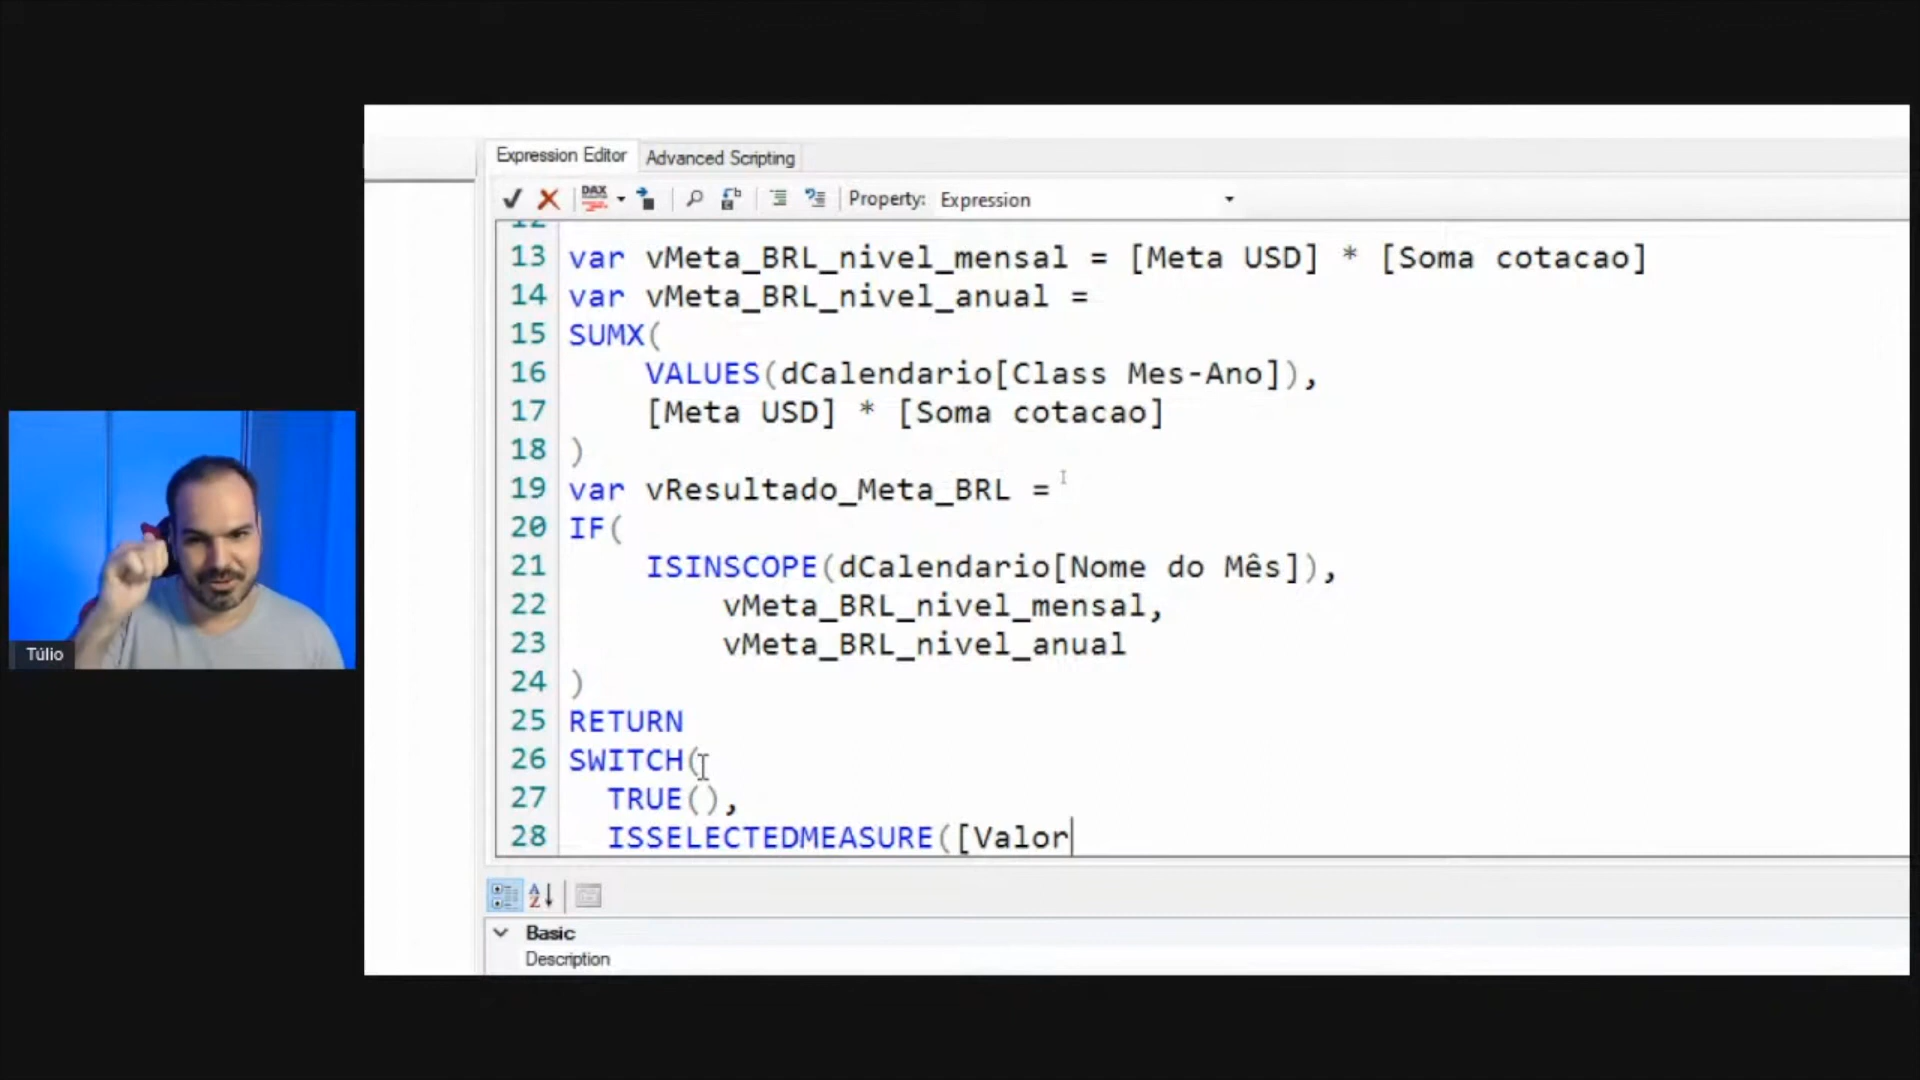 Expression Editor Advanced Scripting
DAX Property: Expression
12
13 var vMeta_BRL_nivel_mensal = [Meta USD] * [Soma cotacao]
14 var vMeta_BRL_nivel_anual =
15 SUMX(
16 VALUES(dCalendario[Class Mes-Ano]),
17 [Meta USD] * [Soma cotacao]
18 )
19 var vResultado_Meta_BRL =
20 IF(
21 ISINSCOPE(dCalendario[Nome do Mês]),
22 vMeta_BRL_nivel_mensal,
23 vMeta_BRL_nivel_anual
24 )
25 RETURN
26 SWITCH(
27 TRUE(),
28 ISSELECTEDMEASURE([Valor
Túlio
Basic
Description